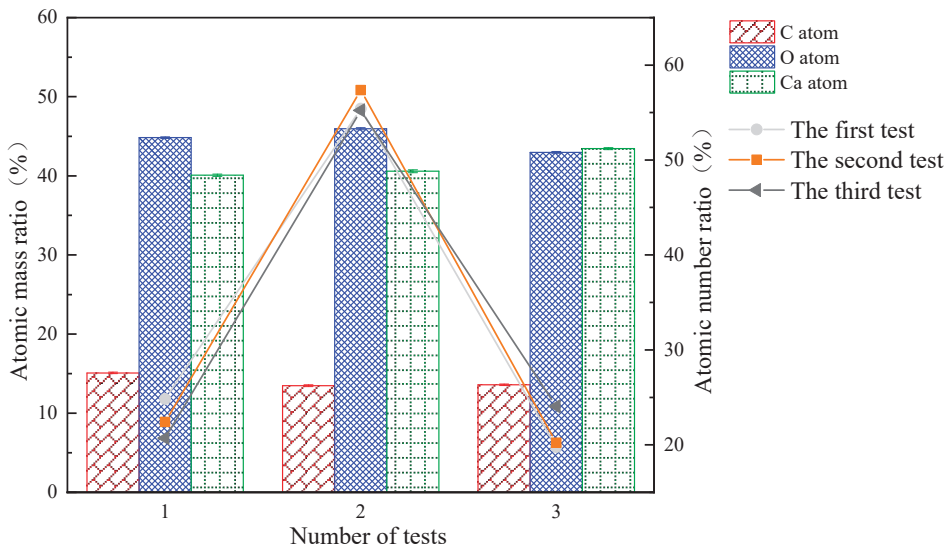 60
50
40
30
20
10
0
Atomic mass ratio（%）
1
2
3
Number of tests
60
50
40
30
20
Atomic number ratio（%）
C atom
O atom
Ca atom
The first test
The second test
The third test